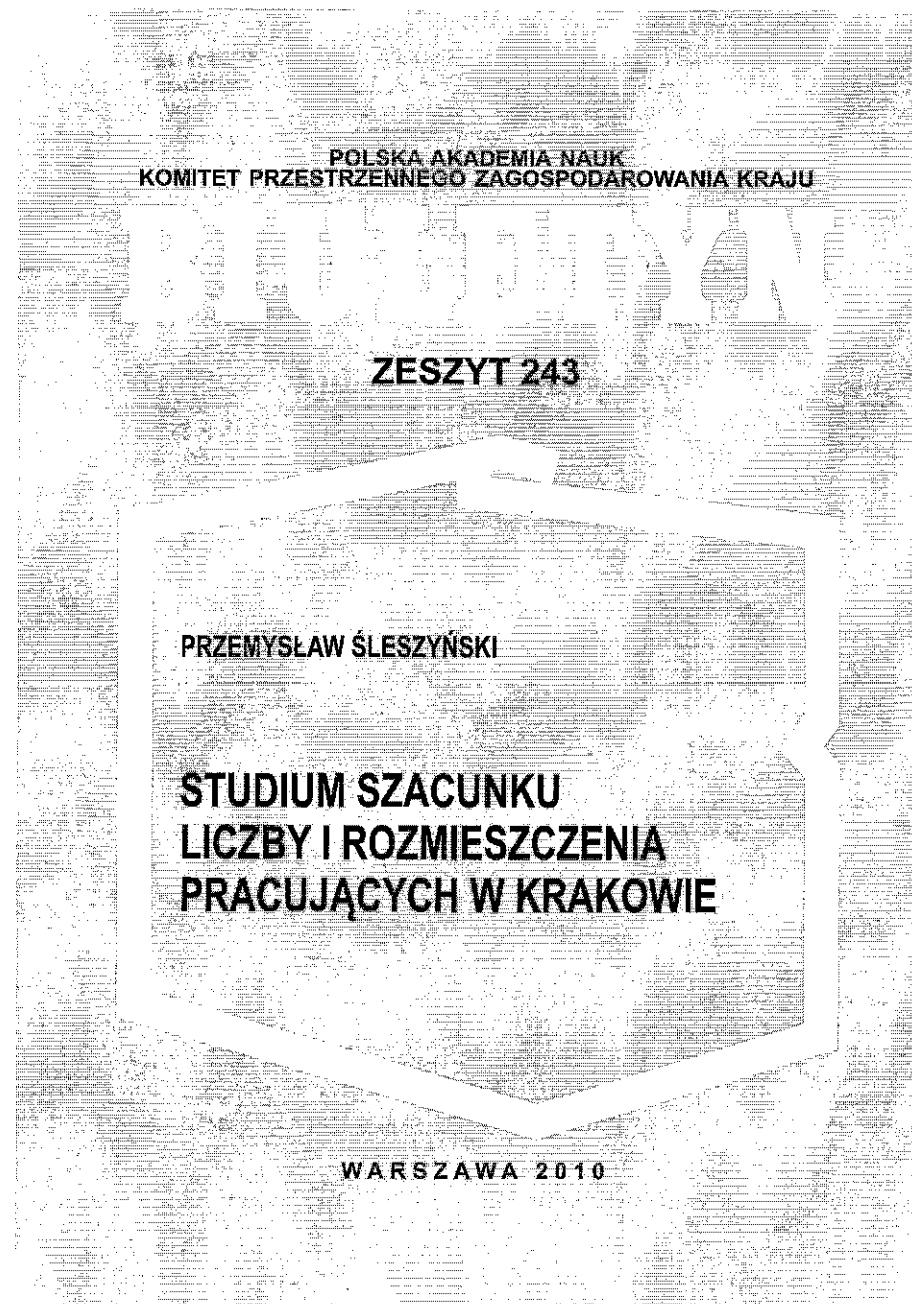 POLSKA AKADEMIA NAUK
KOMITET PRZESTRZENNEGO ZAGOSPODAROWANIA KRAJU
BIULETYN
ZESZYT 243
PRZEMYSŁAW ŚLESZYŃSKI
STUDIUM SZACUNKU
LICZBY I ROZMIESZCZENIA
PRACUJĄCYCH W KRAKOWIE
WARSZAWA 2010